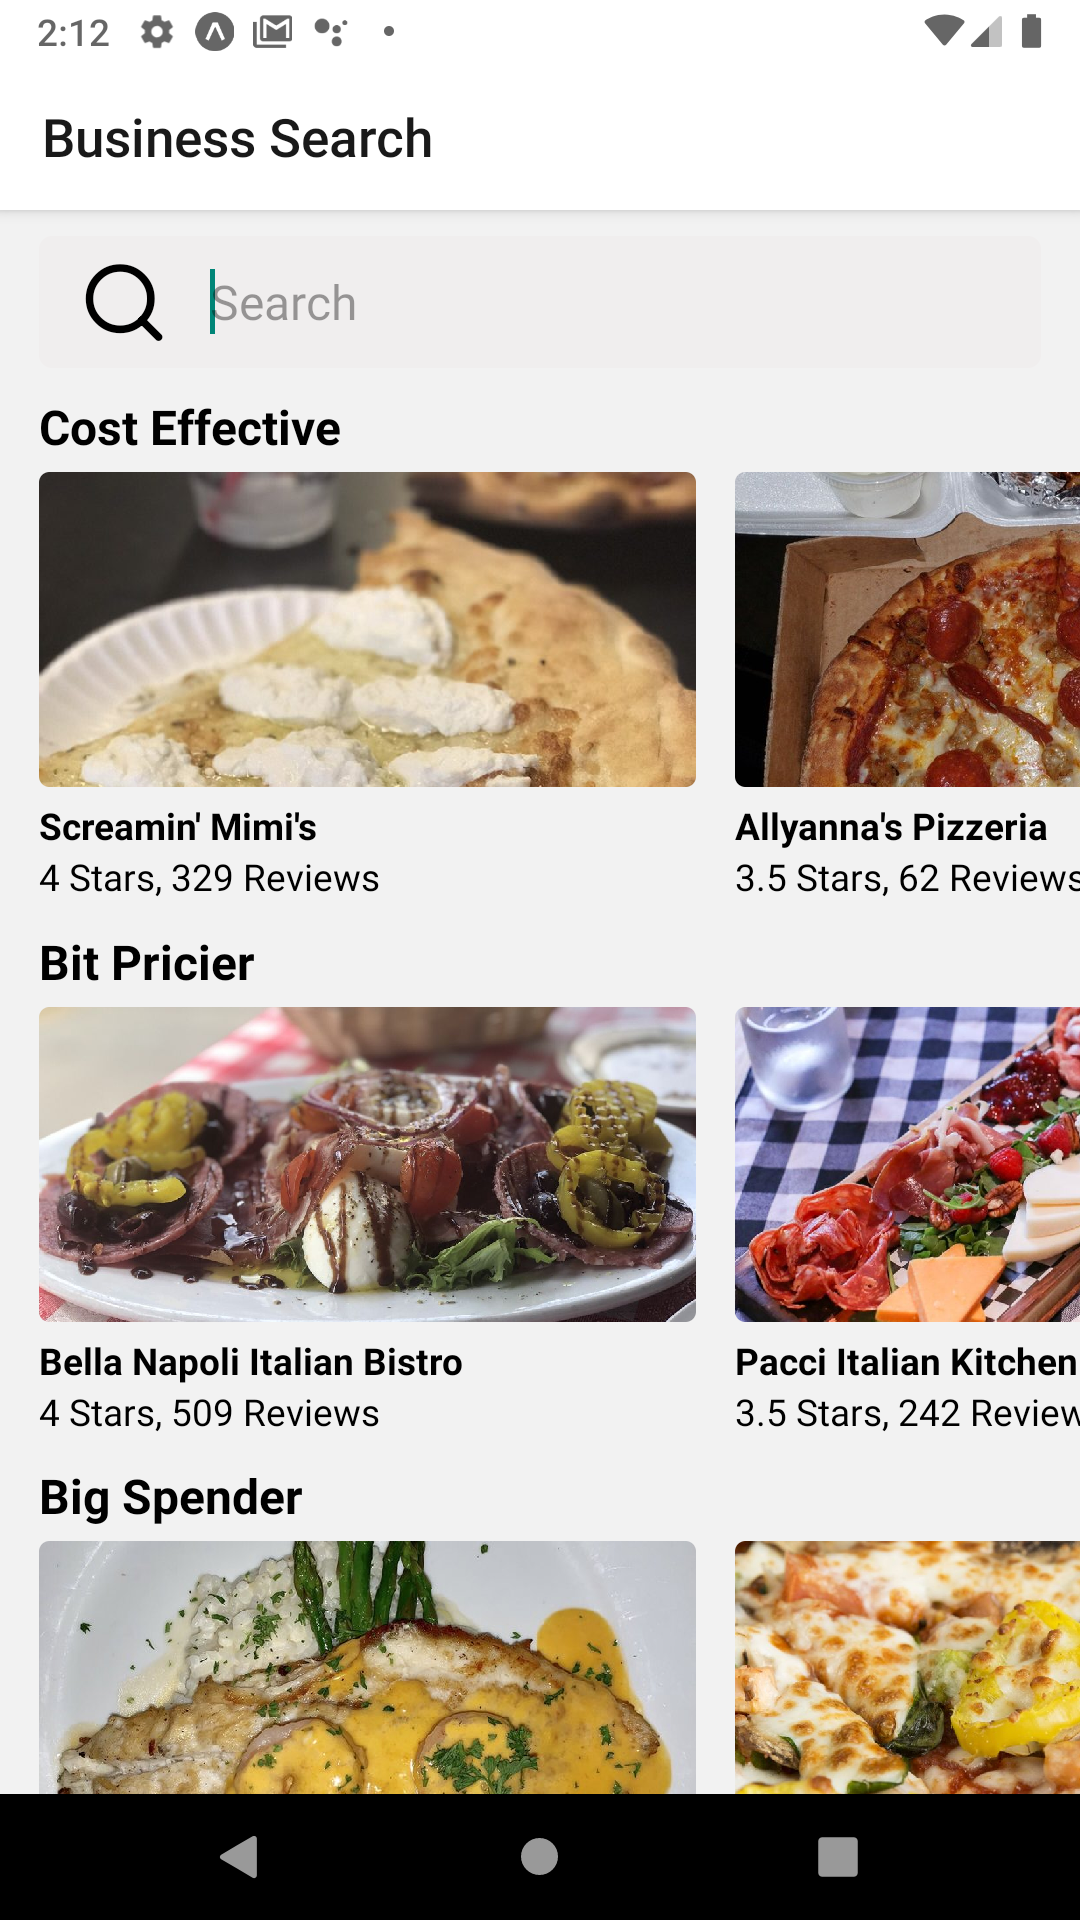 2:12
Business Search
Search
Cost Effective
Screamin' Mimi's
4 Stars, 329 Reviews
Allyanna's Pizzeria
3.5 Stars, 62 Reviews
Bit Pricier
Bella Napoli Italian Bistro
4 Stars, 509 Reviews
Pacci Italian Kitchen
3.5 Stars, 242 Review
Big Spender